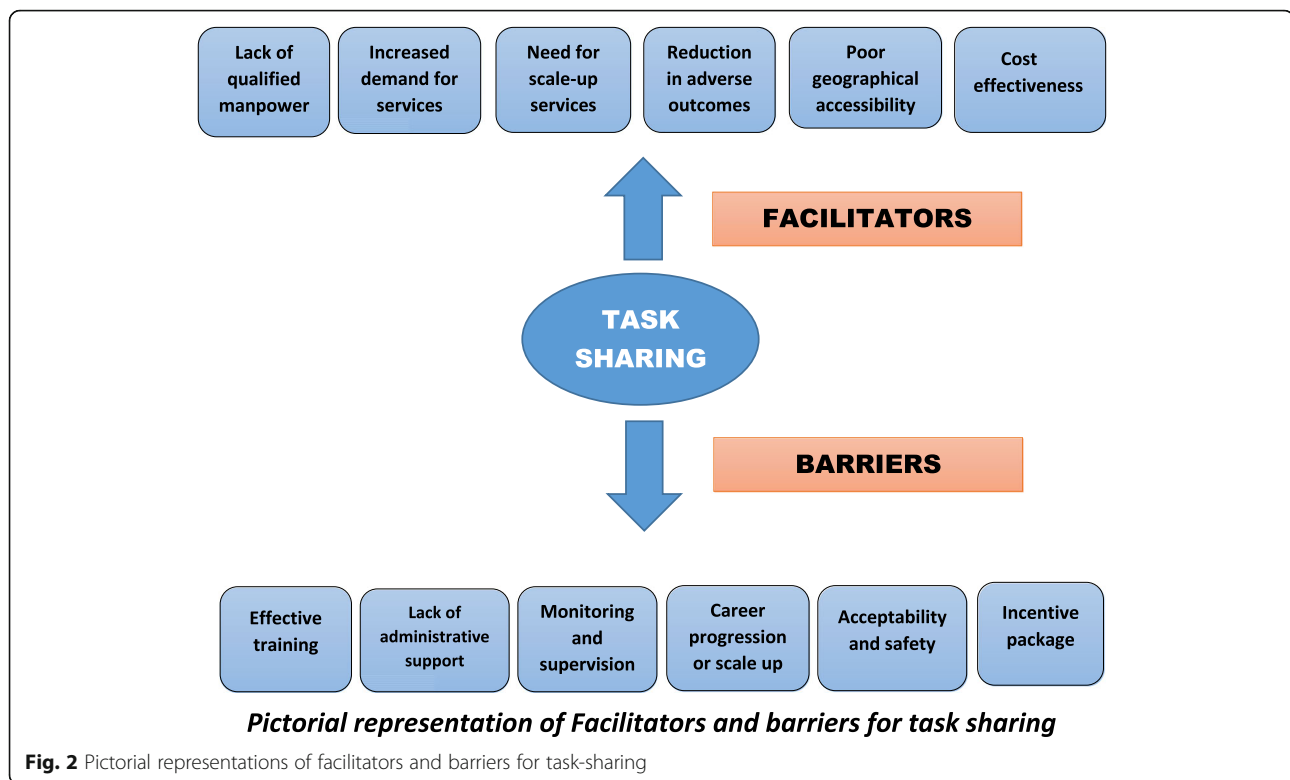 Lack of
qualified
manpower
Increased
demand for
services
Need for
scale-up
services
Reduction
in adverse
outcomes
Poor
geographical
accessibility
Cost
effectiveness
FACILITATORS
TASK
SHARING
BARRIERS
Effective
training
Lack of
administrative
support
Monitoring
and
supervision
Career
progression
or scale up
Acceptability
and safety
Incentive
package
Pictorial representation of Facilitators and barriers for task sharing
Fig. 2 Pictorial representations of facilitators and barriers for task-sharing